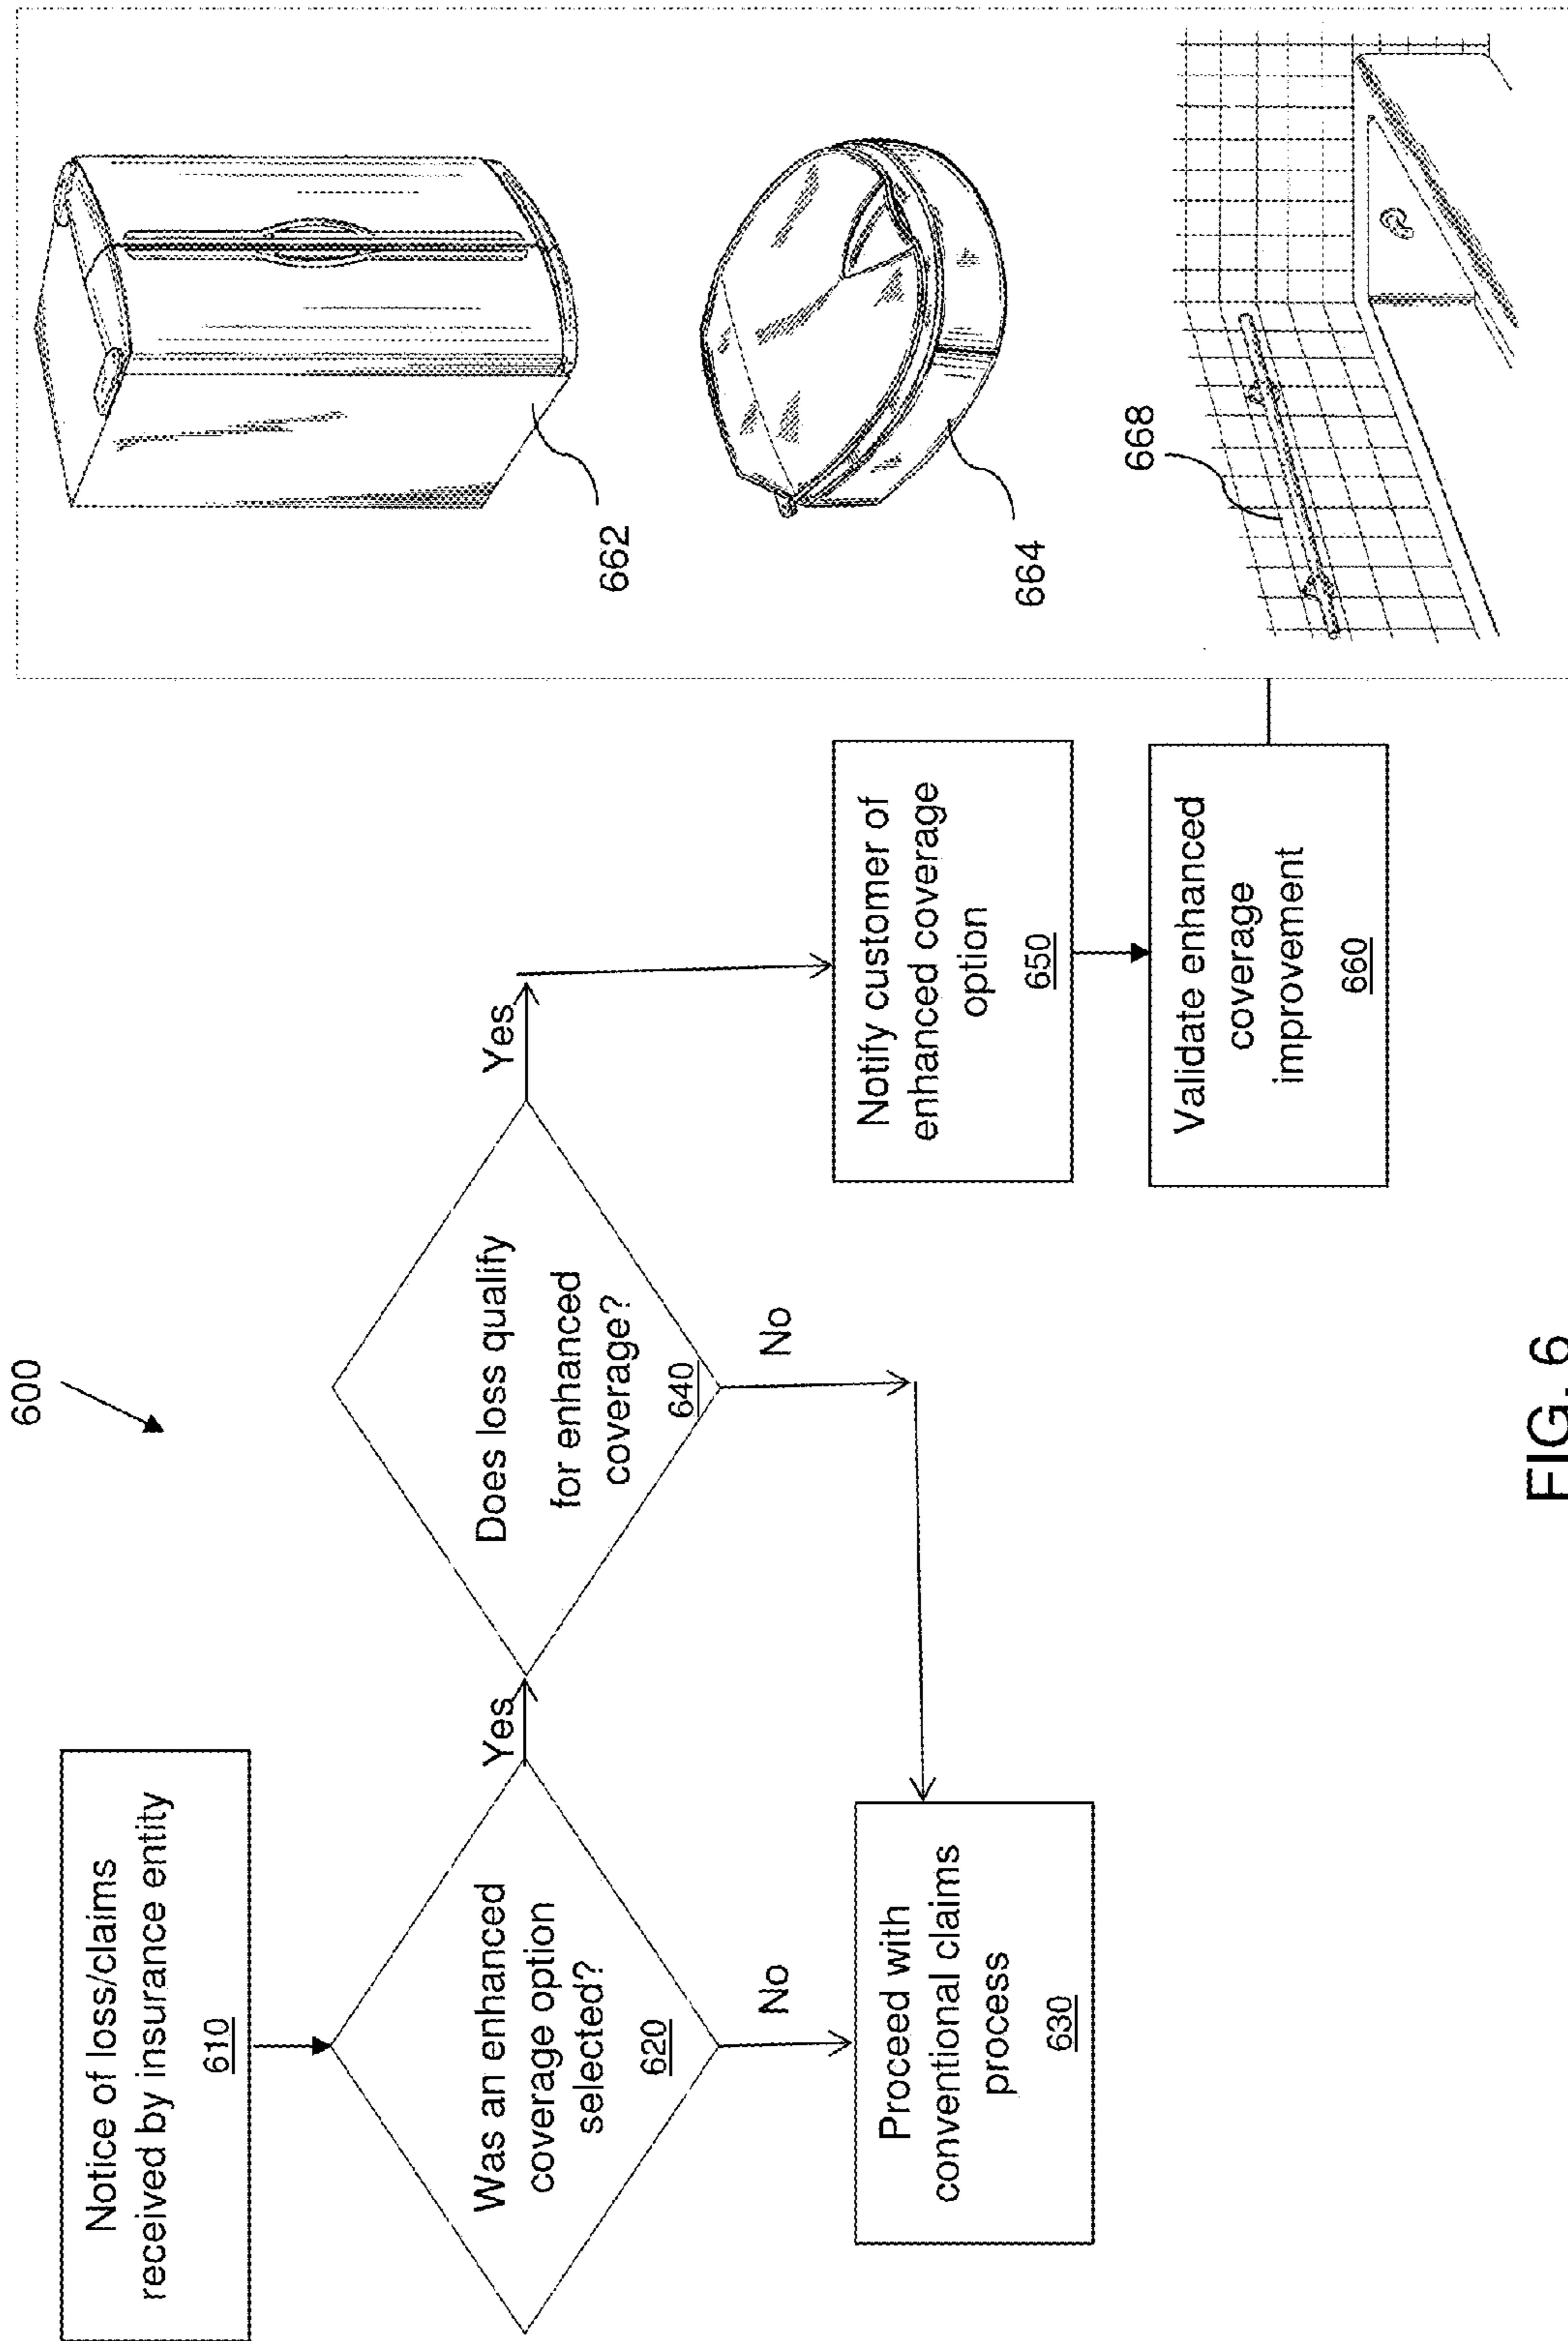 600
Notice of loss/claims
received by insurance entity
610
Was an enhanced
coverage option
selected?
620
Yes
No
Proceed with
conventional claims
process
630
Does loss qualify
for enhanced
coverage?
640
Yes
No
Notify customer of
enhanced coverage
option
650
Validate enhanced
coverage
improvement
660
662
664
668
FIG. 6